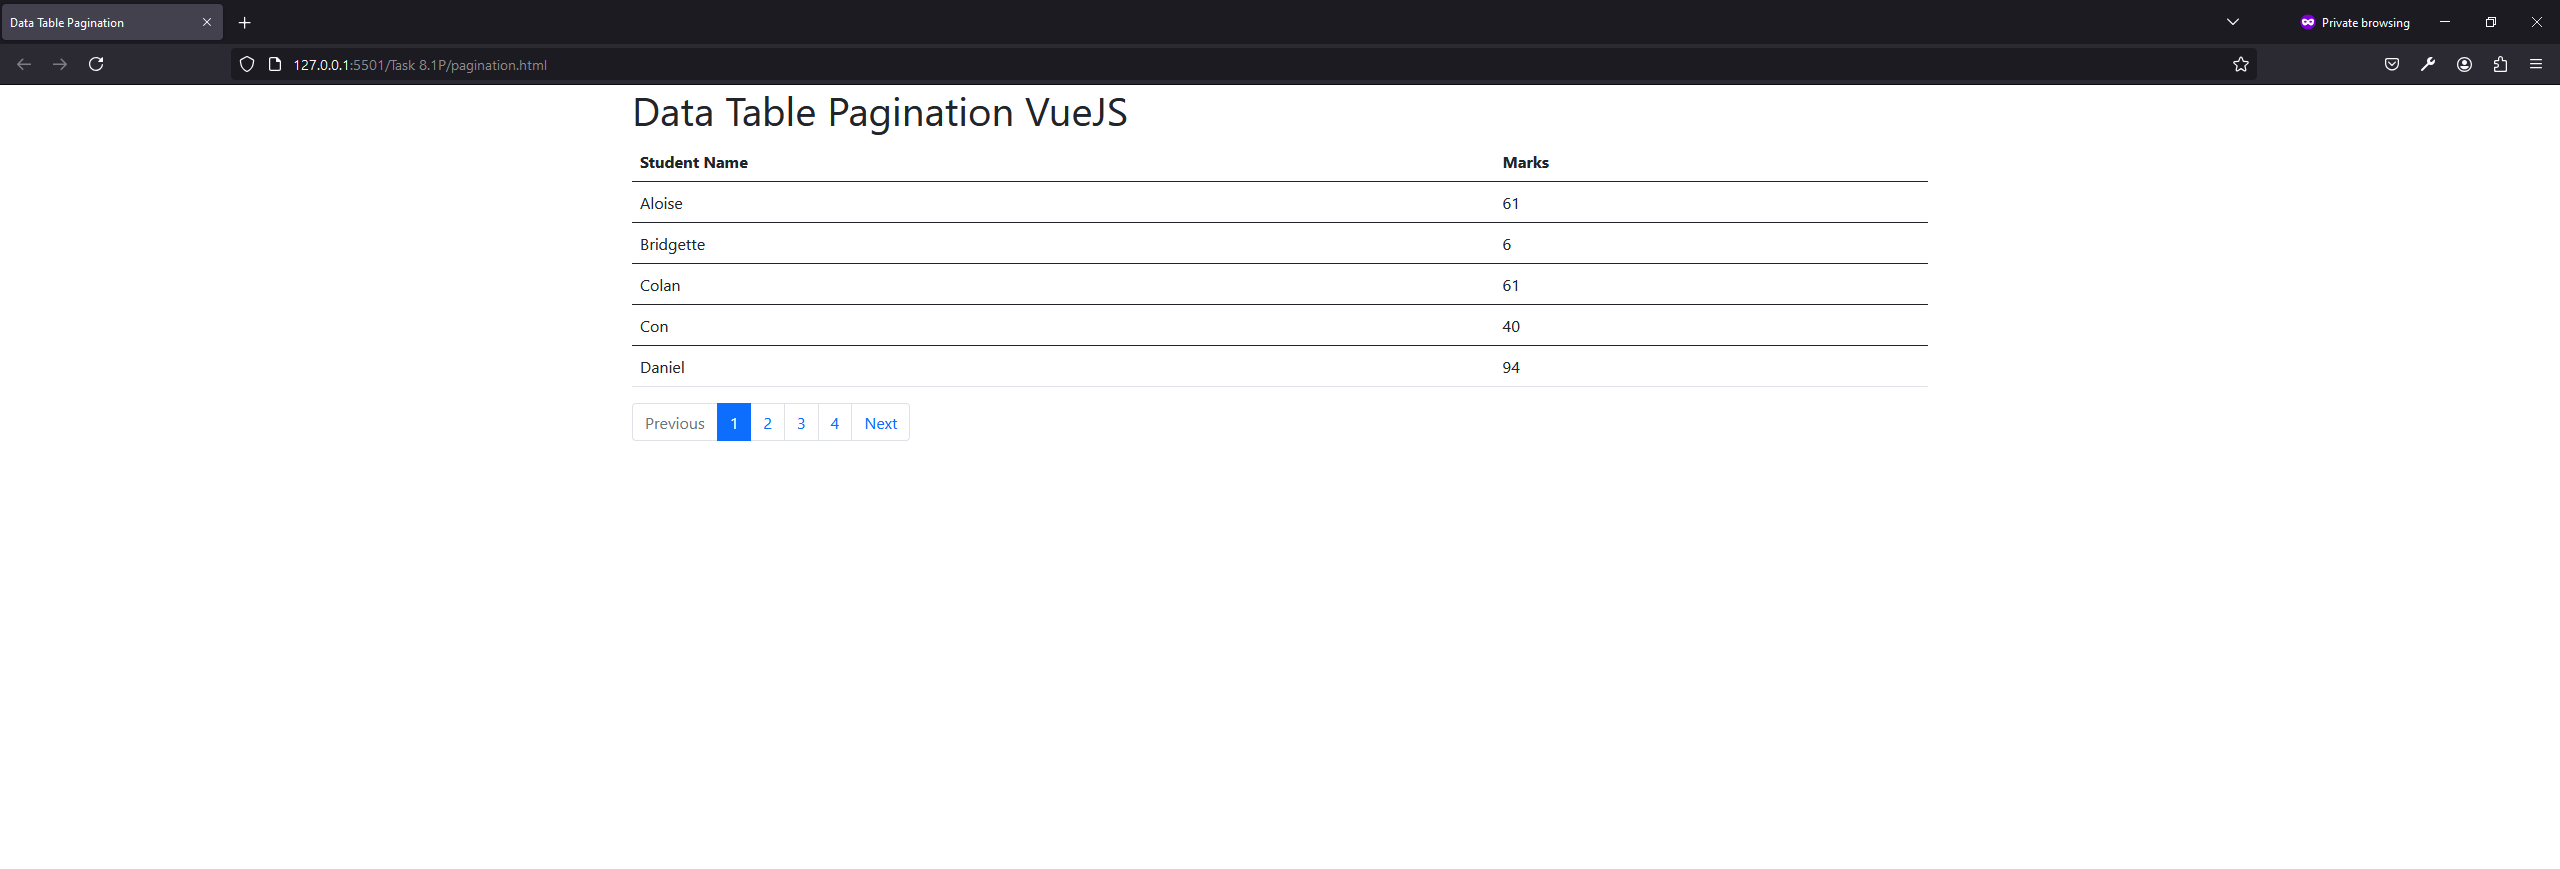 Data Table Pagination
Private browsing
127.0.0.1:5501/Task 8.1P/pagination.html
Data Table Pagination VueJS
Student Name Marks
Aloise 61
Bridgette 6
Colan 61
Con 40
Daniel 94
Previous 1 2 3 4 Next